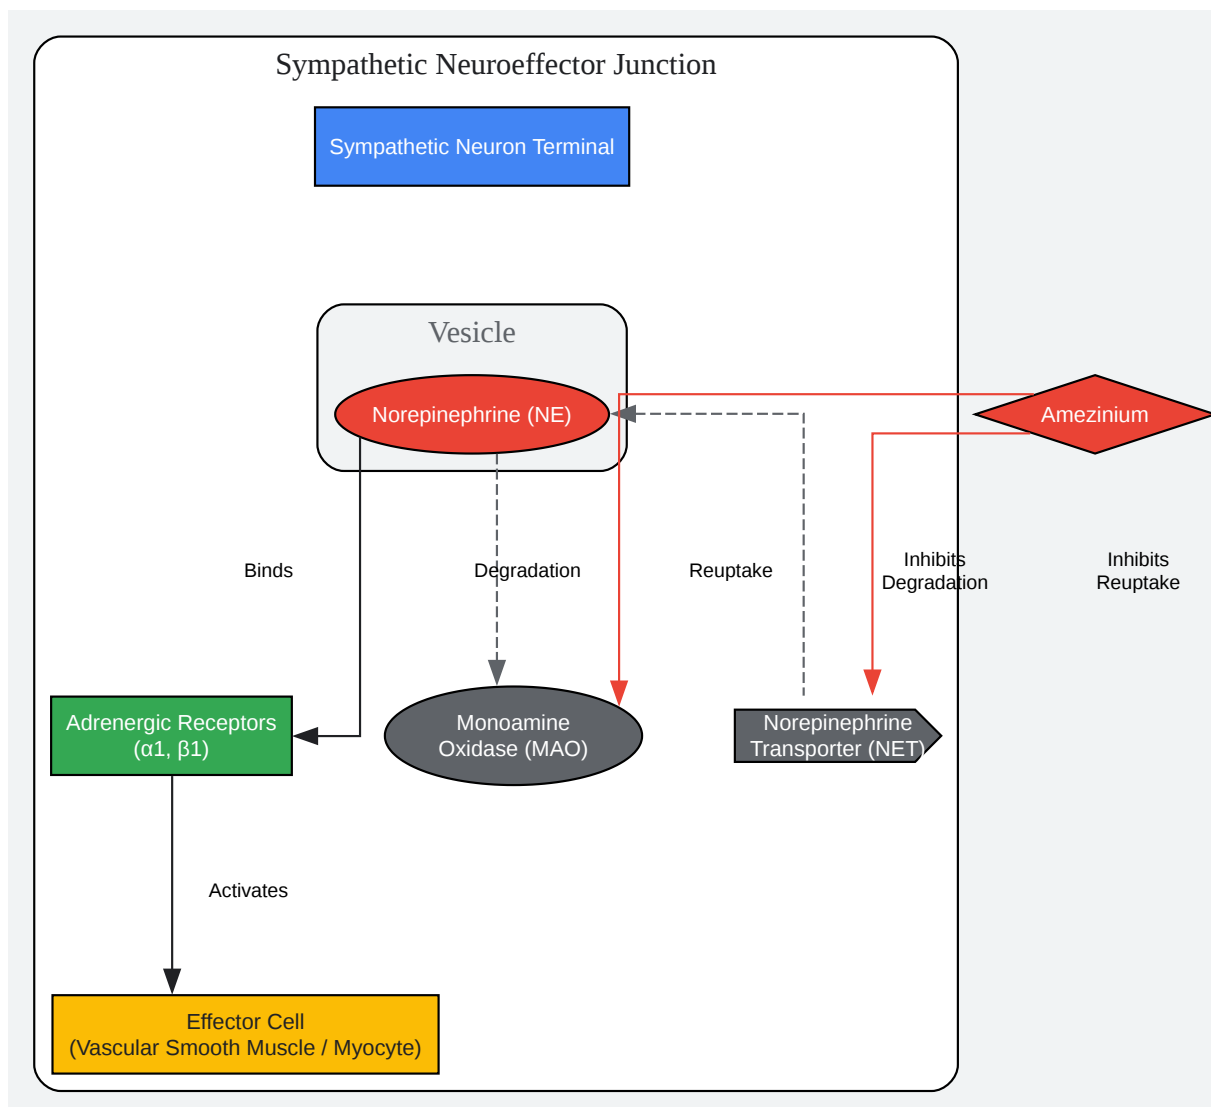 Sympathetic Neuroeffector Junction
Sympathetic Neuron Terminal
Vesicle
Norepinephrine (NE)
Amezinium
Binds
Degradation
Reuptake
Inhibits
Degradation
Inhibits
Reuptake
Adrenergic Receptors
(α1, β1)
Monoamine
Oxidase (MAO)
Norepinephrine
Transporter (NET)
Activates
Effector Cell
(Vascular Smooth Muscle / Myocyte)